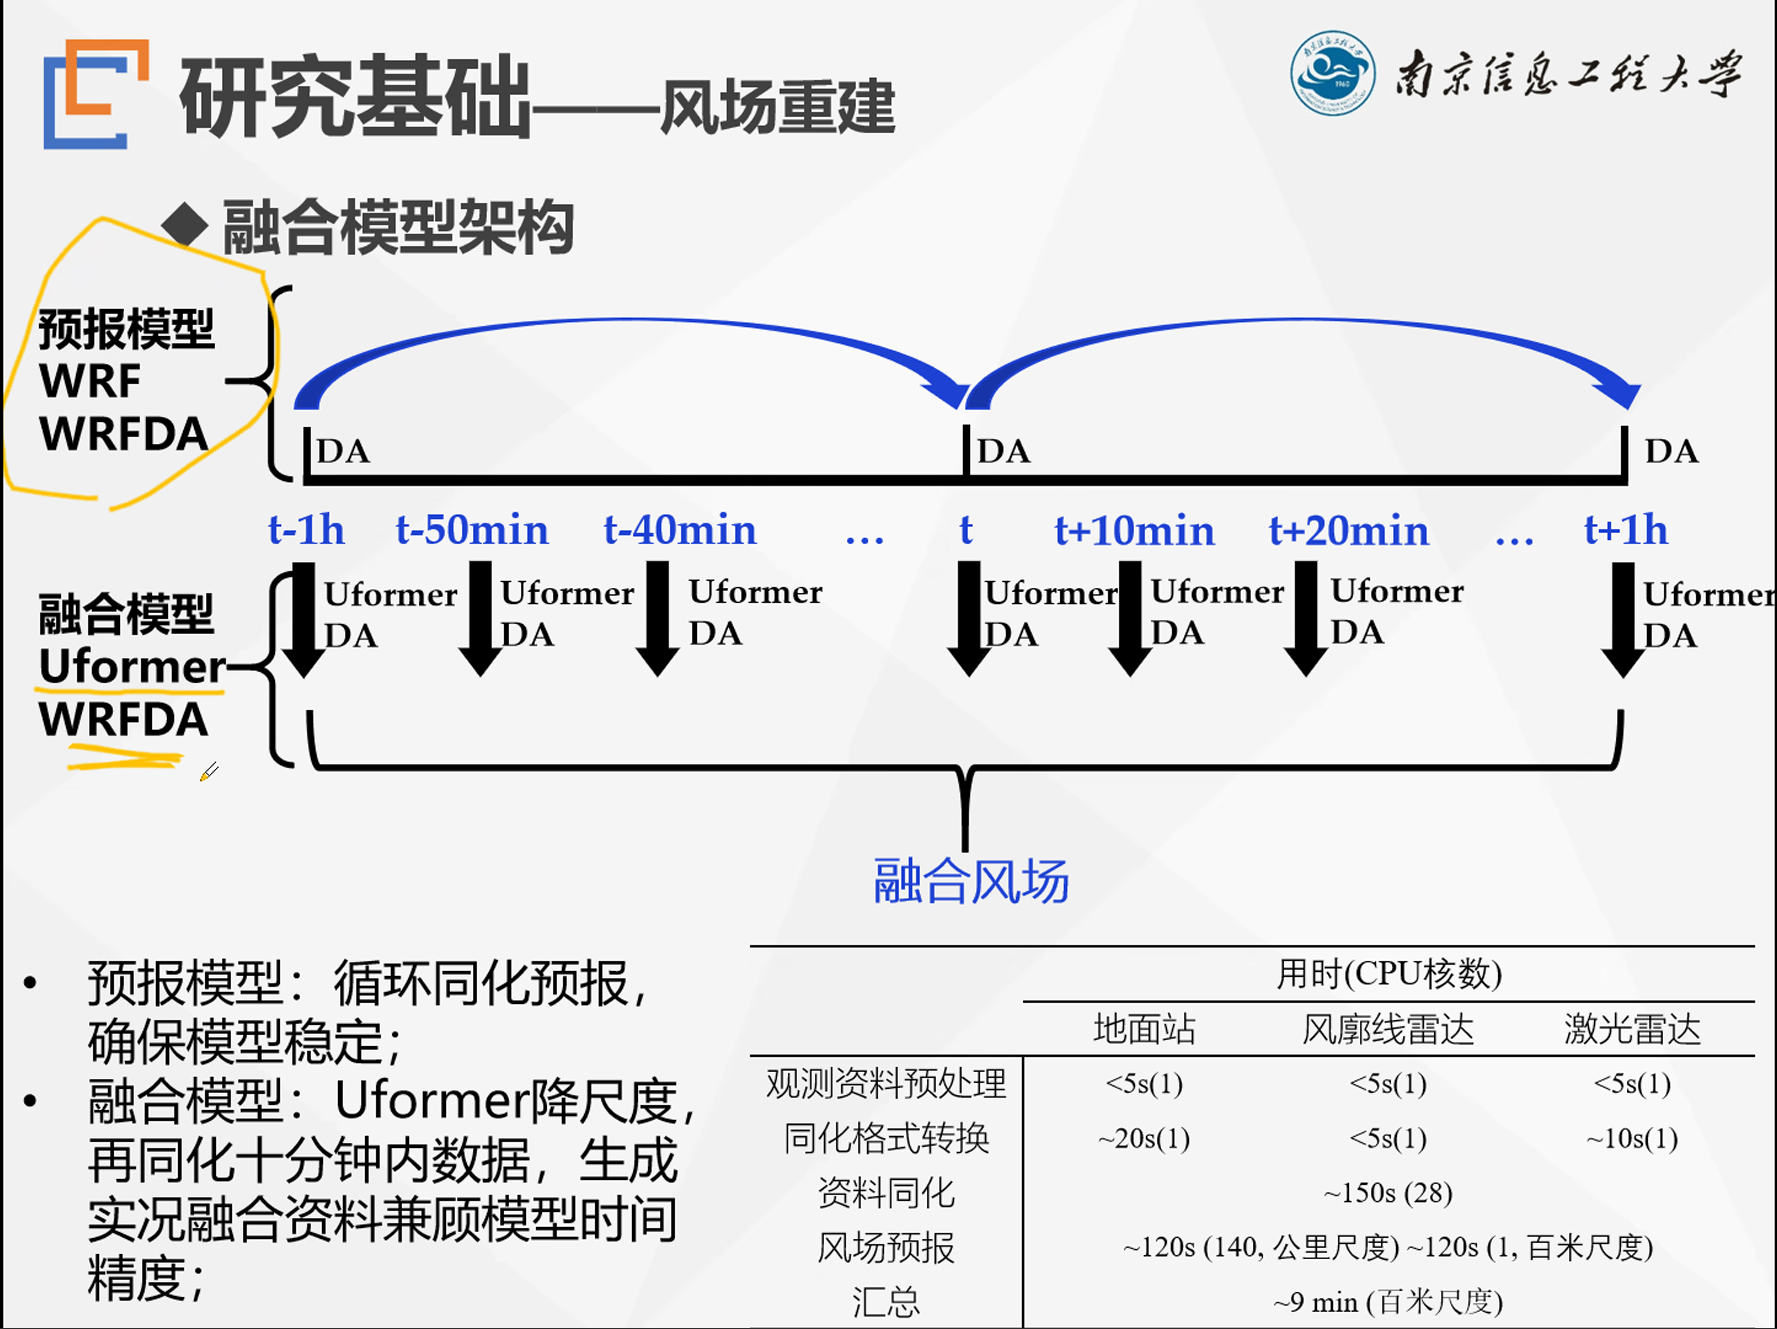 研究基础——风场重建
南京信息工程大学
◆ 融合模型架构
预报模型
WRF
WRFDA
DA DA DA
t-1h t-50min t-40min … t t+10min t+20min … t+1h
融合模型
Uformer
WRFDA
Uformer DA
Uformer DA
Uformer DA
Uformer DA
Uformer DA
Uformer DA
Uformer DA
融合风场
• 预报模型：循环同化预报，
确保模型稳定；
• 融合模型：Uformer降尺度，
再同化十分钟内数据，生成
实况融合资料兼顾模型时间
精度；
用时(CPU核数)
地面站 风廓线雷达 激光雷达
观测资料预处理 <5s(1) <5s(1) <5s(1)
同化格式转换 ~20s(1) <5s(1) ~10s(1)
资料同化 ~150s (28)
风场预报 ~120s (140, 公里尺度) ~120s (1, 百米尺度)
汇总 ~9 min (百米尺度)